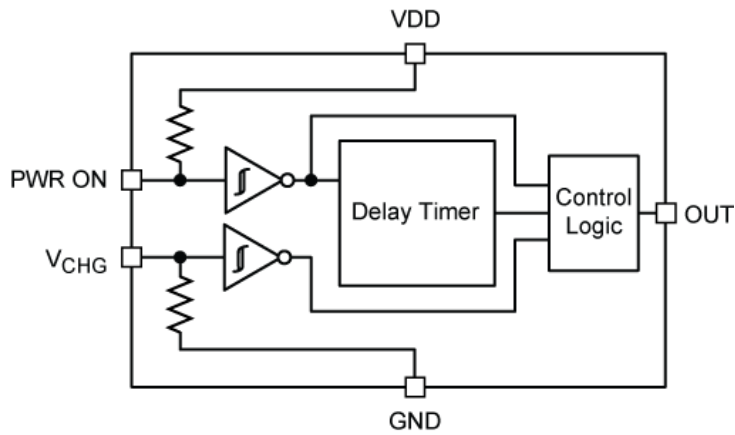 VDD
PWR ON
Delay Timer
Control
Logic
OUT
VCHG
GND